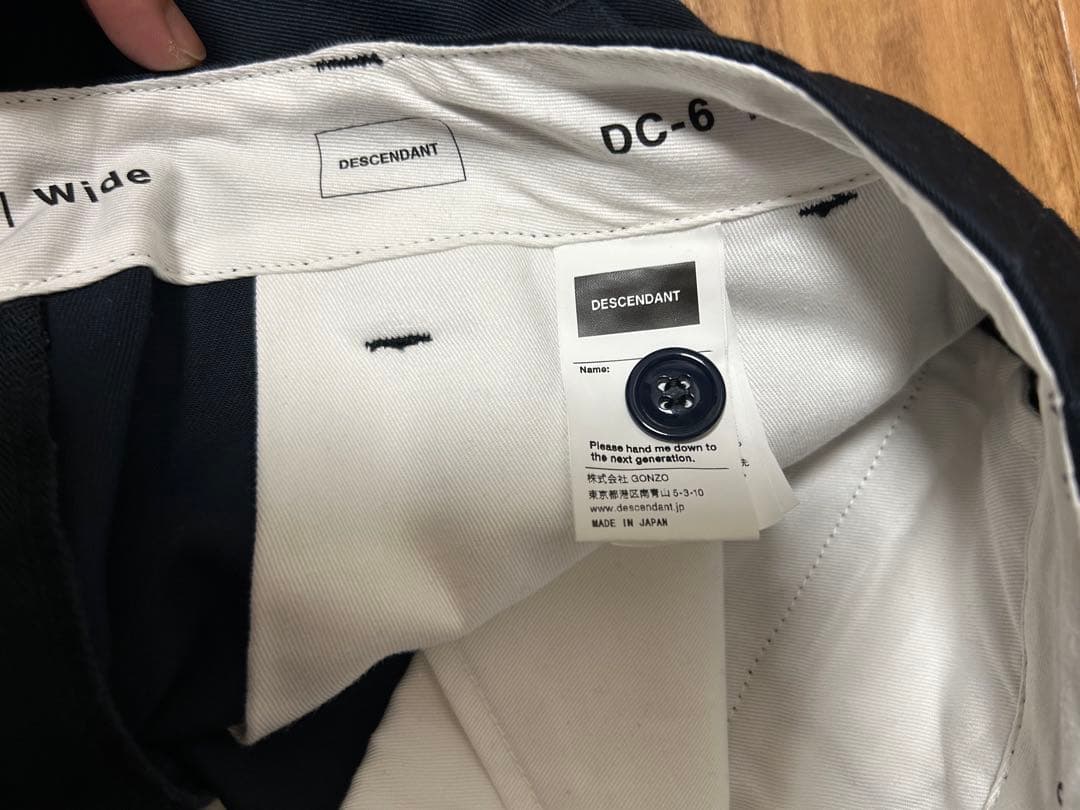 | Wide
DESCENDANT
DC-6
DESCENDANT
Name:
Please hand me down to
the next generation.
株式会社 GONZO
東京都港区南青山 5-3-10
www.descendant.jp
MADE IN JAPAN
先